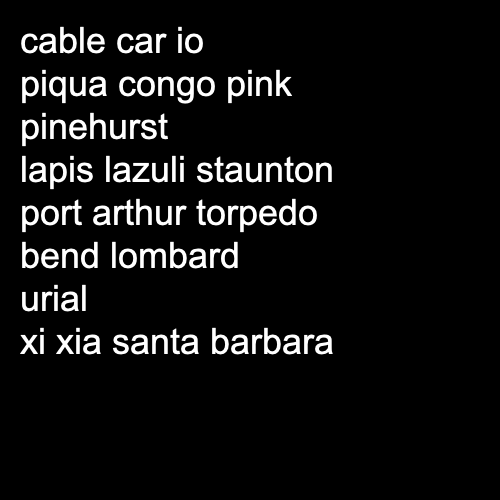 cable car io
piqua congo pink
pinehurst
lapis lazuli staunton
port arthur torpedo
bend lombard
urial
xi xia santa barbara